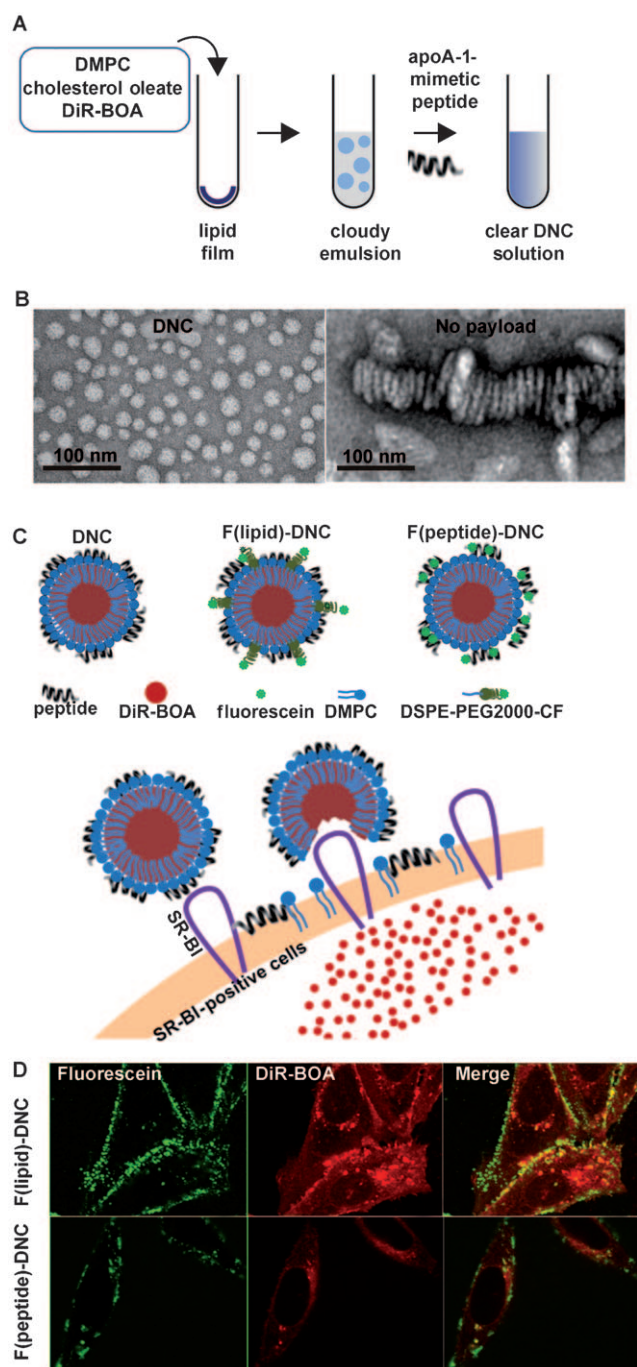 A
DMPC
cholesterol oleate
DiR-BOA
apoA-1-
mimetic
peptide
lipid
film
cloudy
emulsion
clear DNC
solution
B
DNC
No payload
100 nm
100 nm
C
DNC
F(lipid)-DNC
F(peptide)-DNC
peptide
DiR-BOA
fluorescein
DMPC
DSPE-PEG2000-CF
SR-BI
SR-BI-positive cells
D
Fluorescein
DiR-BOA
Merge
F(lipid)-DNC
F(peptide)-DNC